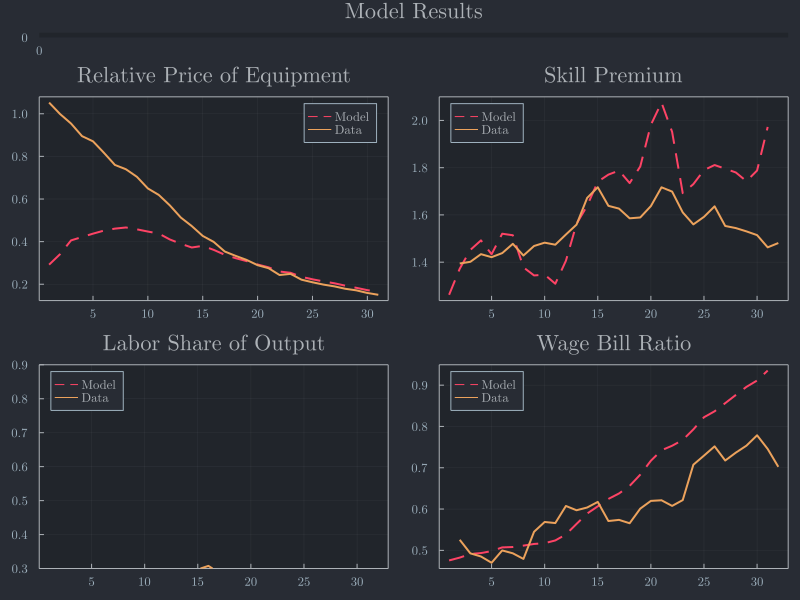 Model Results
0
0
Relative Price of Equipment
Model
Data
1.0
0.8
0.6
0.4
0.2
5 10 15 20 25 30
Skill Premium
Model
Data
2.0
1.8
1.6
1.4
5 10 15 20 25 30
Labor Share of Output
Model
Data
0.9
0.8
0.7
0.6
0.5
0.4
0.3
5 10 15 20 25 30
Wage Bill Ratio
Model
Data
0.9
0.8
0.7
0.6
0.5
5 10 15 20 25 30